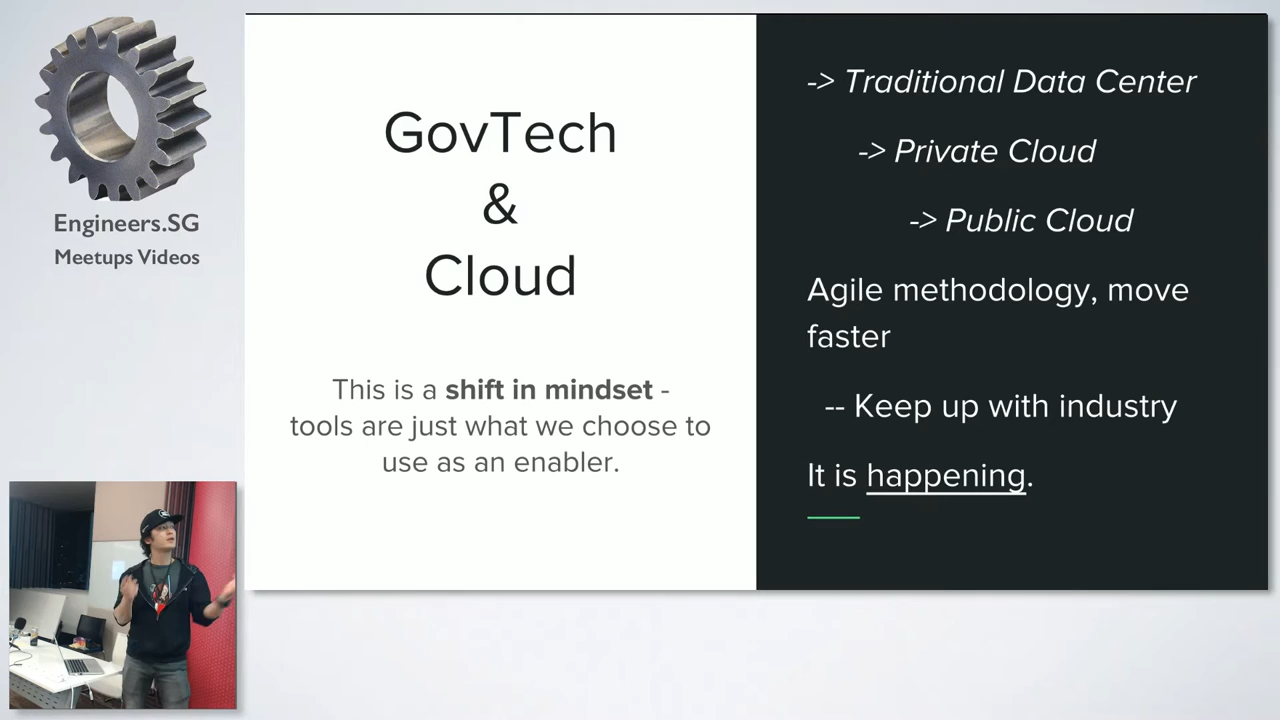 Engineers.SG
Meetups Videos
GovTech
&
Cloud
This is a shift in mindset -
tools are just what we choose to
use as an enabler.
-> Traditional Data Center
-> Private Cloud
-> Public Cloud
Agile methodology, move
faster
-- Keep up with industry
It is happening.